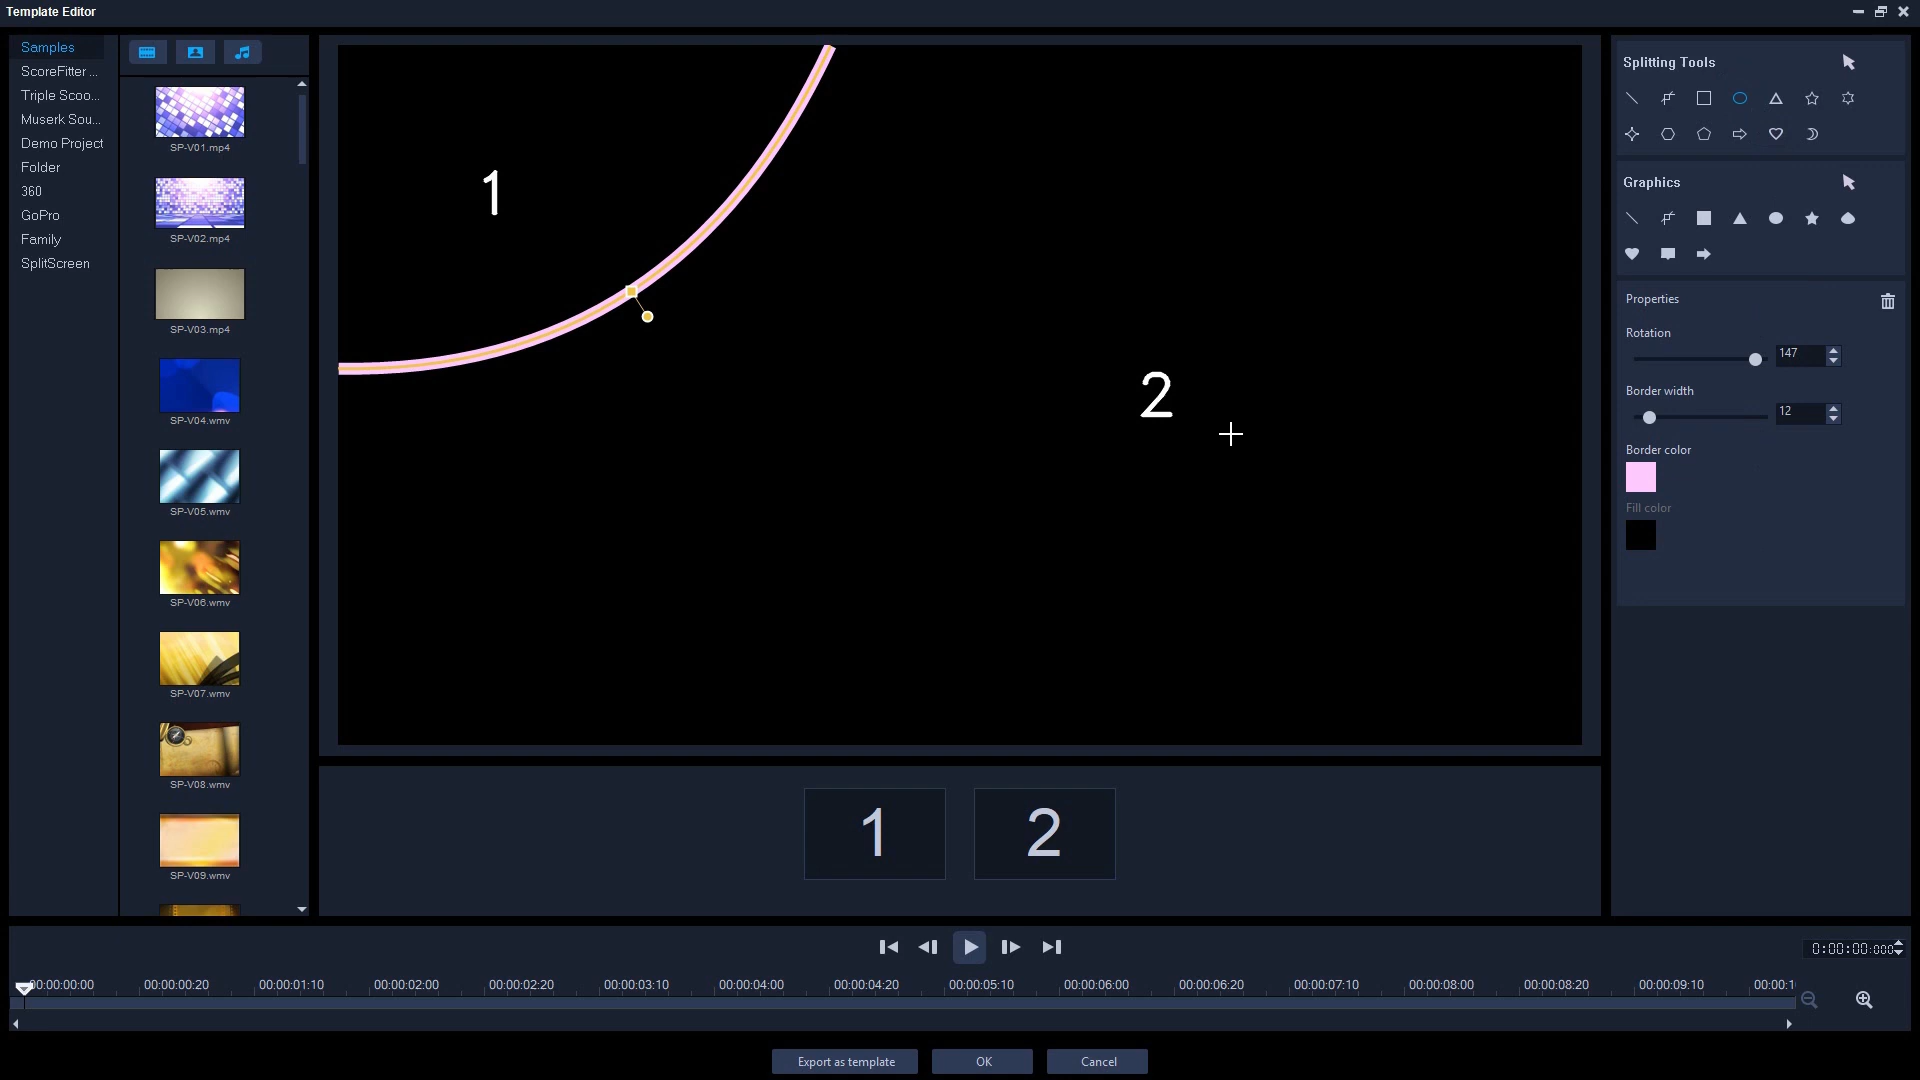 Template Editor
Samples
ScoreFitter ...
Triple Scoo...
Muserk Sou...
Demo Project
Folder
360
GoPro
Family
SplitScreen
SP-V01.mp4
SP-V02.mp4
SP-V03.mp4
SP-V04.wmv
SP-V05.wmv
SP-V06.wmv
SP-V07.wmv
SP-V08.wmv
SP-V09.wmv
1
2
1
2
Splitting Tools
Graphics
Properties
Rotation
147
Border width
12
Border color
Fill color
0:00:00:000
00:00:00:00 00:00:00:20 00:00:01:10 00:00:02:00 00:00:02:20 00:00:03:10 00:00:04:00 00:00:04:20 00:00:05:10 00:00:06:00 00:00:06:20 00:00:07:10 00:00:08:00 00:00:08:20 00:00:09:10 00:00:1
Export as template
OK
Cancel